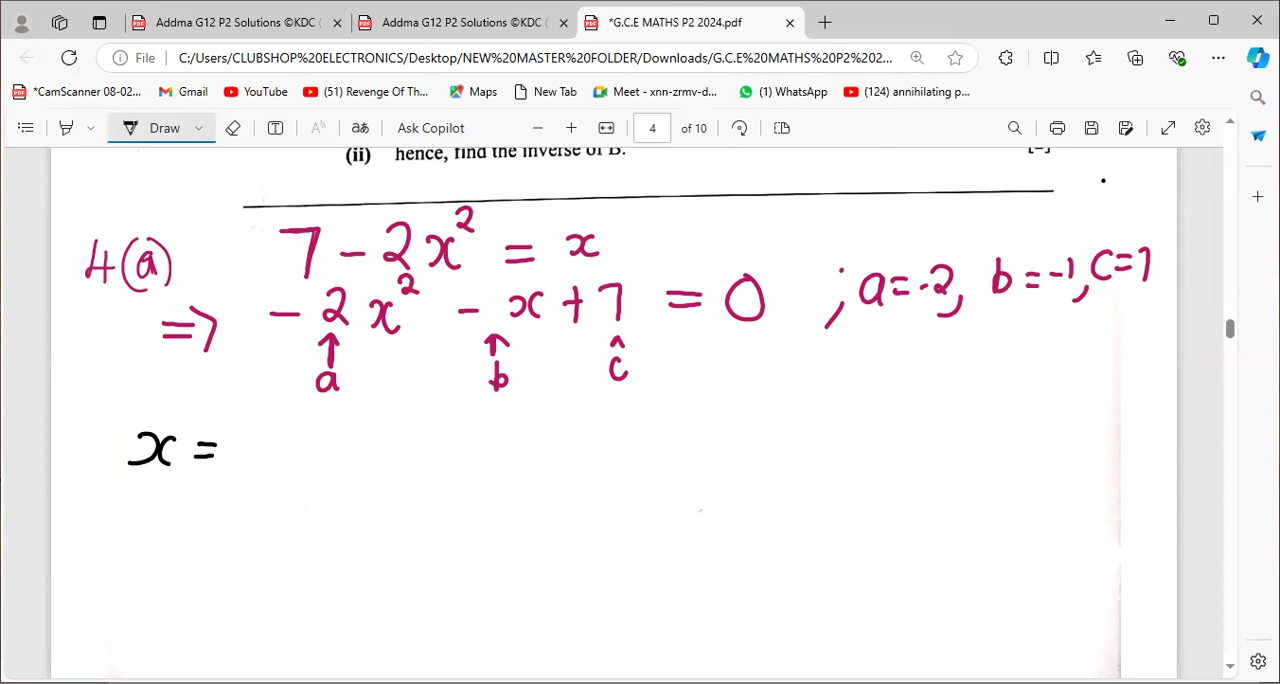 Addma G12 P2 Solutions ©KDC (
Addma G12 P2 Solutions ©KDC (
*G.C.E MATHS P2 2024.pdf
File
C:/Users/CLUBSHOP%20ELECTRONICS/Desktop/NEW%20MASTER%20FOLDER/Downloads/G.C.E%20MATHS%20P2%202...
*CamScanner 08-02...
Gmail
YouTube
(51) Revenge Of Th...
Maps
New Tab
Meet - xnn-zrmv-d...
(1) WhatsApp
(124) annihilating p...
Draw
aあ
Ask Copilot
4
of 10
(ii) hence, find the inverse of B.
4(a) 7 - 2x² = x
=> - 2x² - x + 7 = 0 ; a = -2, b = -1, c = 7
a b c
x =